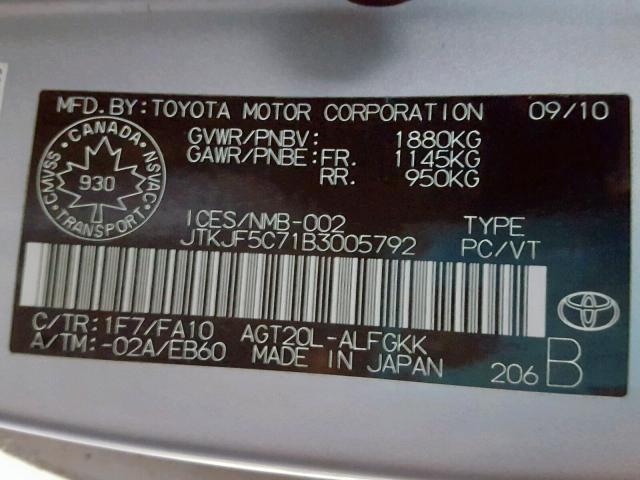 MFD. BY: TOYOTA MOTOR CORPORATION 09/10
GVWR/PNBV: 1880KG
GAWR/PNBE: FR. 1145KG
RR. 950KG
CANADA
CMVSS 930 NSVAC
TRANSPORT
ICES/NMB-002 TYPE
JTKJF5C71B3005792 PC/VT
C/TR: 1F7/FA10 AGT20L-ALFGKK
A/TM: -02A/EB60 MADE IN JAPAN 206 B